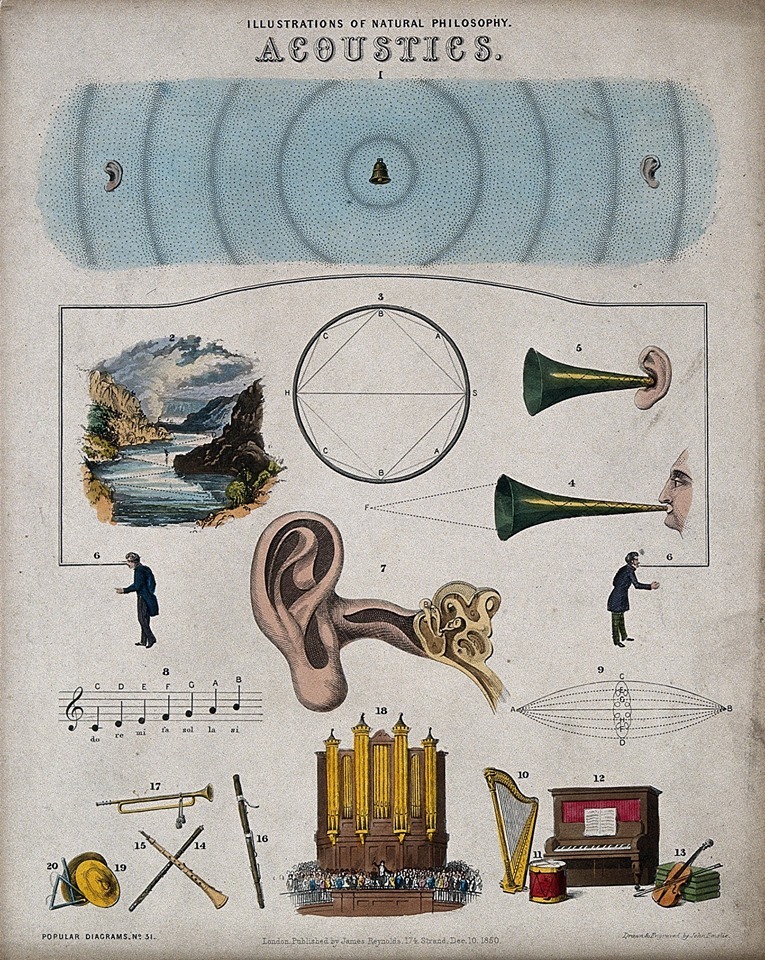 ILLUSTRATIONS OF NATURAL PHILOSOPHY.
ACOUSTICS.
1
2
3
B
C A
H S
C A
B
5
4
F
6
6
7
8
C D E F G A B
do re mi fa sol la si
9
C
A B
D
18
17
10
12
15 14
16
11
13
20 19
POPULAR DIAGRAMS, No. 31.
London, Published by James Reynolds, 174, Strand, Dec. 10. 1850.
Drawn & Engraved by John Emslie.